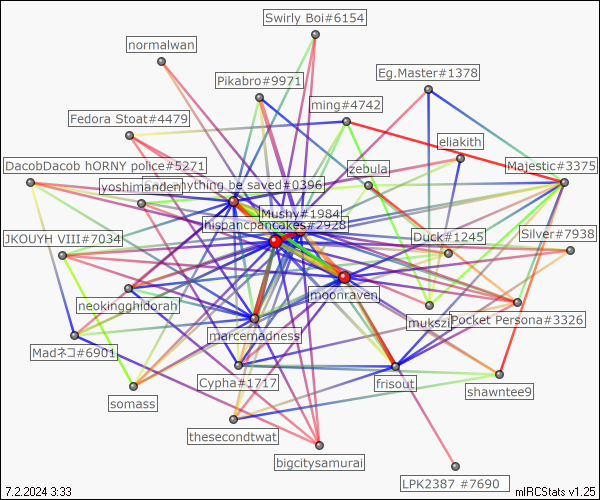 Swirly Boi#6154
normalwan
Eg.Master#1378
Pikabro#9971
ming#4742
Fedora Stoat#4479
eliakith
DacobDacob hORNY police#5271
zebula
Majestic#3375
yoshimanden
nything be saved#0396
Mushy#1984
hispancpancakes#2928
JKOUYH VIII#7034
Duck#1245
Silver#7938
moonraven
neokingghidorah
mukszi
Pocket Persona#3326
marcemadness
Madネコ#6901
Cypha#1717
frisout
shawntee9
somass
thesecondtwat
bigcitysamurai
LPK2387 #7690
7.2.2024 3:33
mIRCStats v1.25